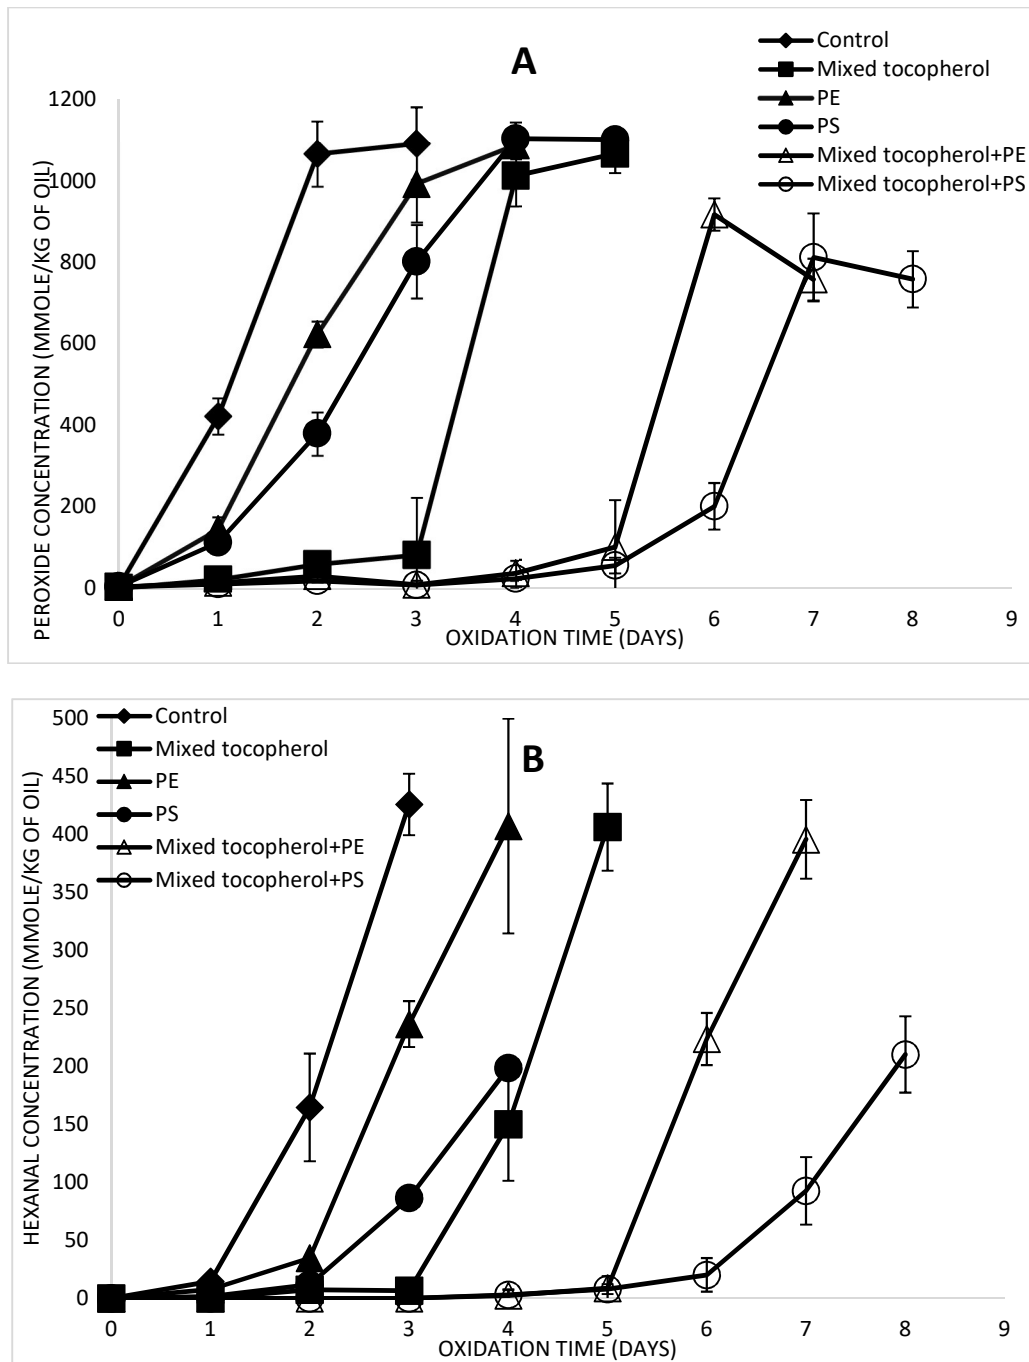 A
Control
Mixed tocopherol
PE
PS
Mixed tocopherol+PE
Mixed tocopherol+PS
PEROXIDE CONCENTRATION (MMOLE/KG OF OIL)
1200
1000
800
600
400
200
0
0 1 2 3 4 5 6 7 8 9
OXIDATION TIME (DAYS)
B
Control
Mixed tocopherol
PE
PS
Mixed tocopherol+PE
Mixed tocopherol+PS
HEXANAL CONCENTRATION (MMOLE/KG OF OIL)
500
450
400
350
300
250
200
150
100
50
0
0 1 2 3 4 5 6 7 8 9
OXIDATION TIME (DAYS)